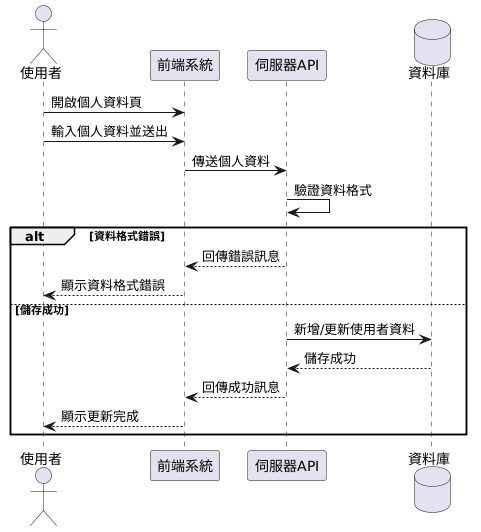 使用者
前端系統
伺服器API
資料庫
開啟個人資料頁
輸入個人資料並送出
傳送個人資料
驗證資料格式
alt [資料格式錯誤]
回傳錯誤訊息
顯示資料格式錯誤
[儲存成功]
新增/更新使用者資料
儲存成功
回傳成功訊息
顯示更新完成
使用者
前端系統
伺服器API
資料庫